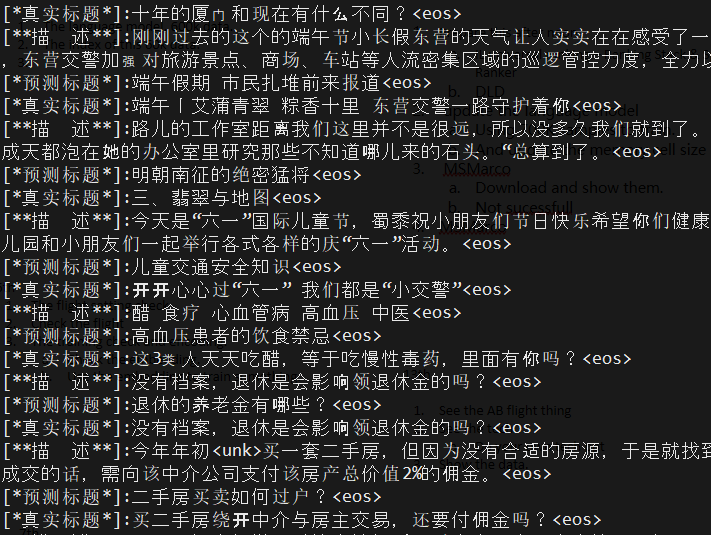 [*真实标题*]:十年的厦门和现在有什么不同？<eos>
[**描  述**]:刚刚过去的这个的端午节小长假东营的天气让人实实在在感受了一
，东营交警加强 对旅游景点、商场、车站等人流密集区域的巡逻管控力度，全力以
[*预测标题*]:端午假期 市民扎堆前来报道<eos>
[*真实标题*]:端午丨艾蒲青翠 粽香十里 东营交警一路守护着你<eos>
[**描  述**]:路儿的工作室距离我们这里并不是很远，所以没多久我们就到了。
成天都泡在她的办公室里研究那些不知道哪儿来的石头。“总算到了。“<eos>
[*预测标题*]:明朝南征的绝密猛将<eos>
[*真实标题*]:三、翡翠与地图<eos>
[**描  述**]:今天是“六一”国际儿童节，蜀黍祝小朋友们节日快乐希望你们健康
儿园和小朋友们一起举行各式各样的庆“六一”活动。<eos>
[*预测标题*]:儿童交通安全知识<eos>
[*真实标题*]:开开心心过“六一” 我们都是“小交警”<eos>
[**描  述**]:醋 食疗 心血管病 高血压 中医<eos>
[*预测标题*]:高血压患者的饮食禁忌<eos>
[*真实标题*]:这3类人天天吃醋，等于吃慢性毒药，里面有你吗？<eos>
[**描  述**]:没有档案，退休是会影响领退休金的吗？<eos>
[*预测标题*]:退休的养老金有哪些？<eos>
[*真实标题*]:没有档案，退休是会影响领退休金的吗？<eos>
[**描  述**]:今年年初<unk>买一套二手房，但因为没有合适的房源，于是就找到
成交的话，需向该中介公司支付该房产总价值2%的佣金。<eos>
[*预测标题*]:二手房买卖如何过户？<eos>
[*真实标题*]:买二手房绕开中介与房主交易，还要付佣金吗？<eos>
Ranker
b. DLD
3. MSMarco
a. Download and show them.
b. Not sucessfull
1. See the AB flight thing